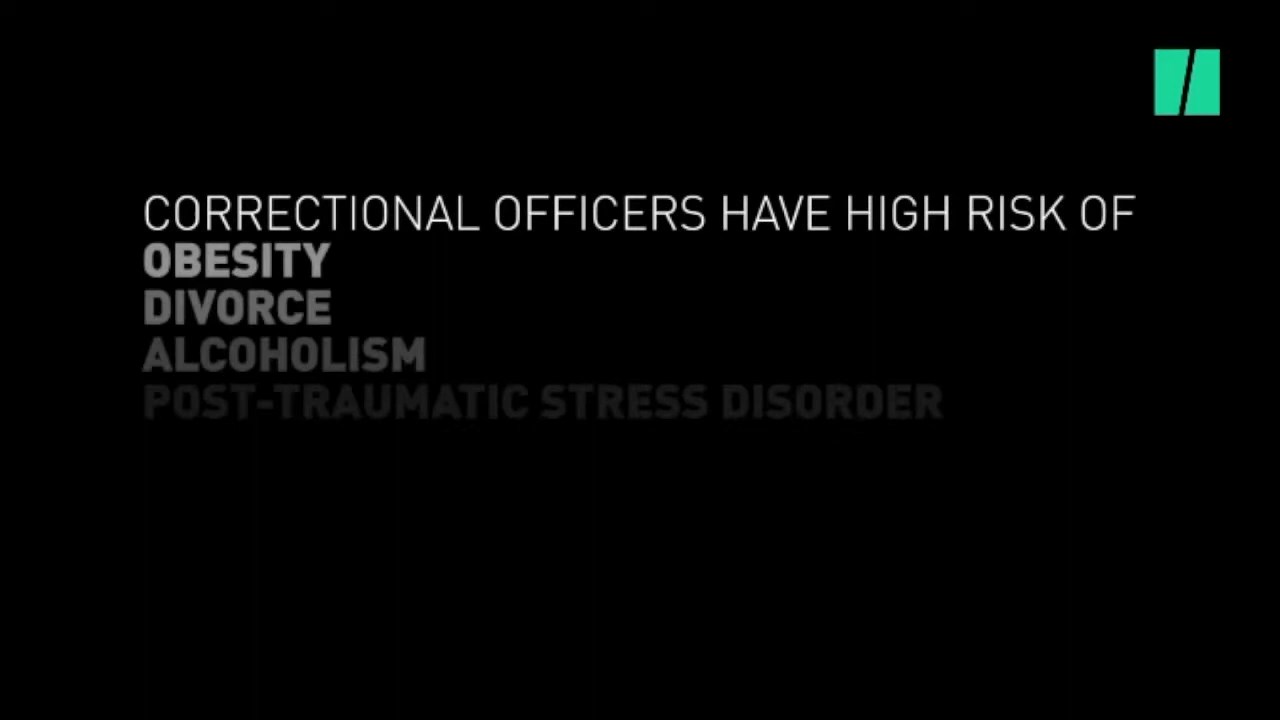 CORRECTIONAL OFFICERS HAVE HIGH RISK OF
OBESITY
DIVORCE
ALCOHOLISM
POST-TRAUMATIC STRESS DISORDER